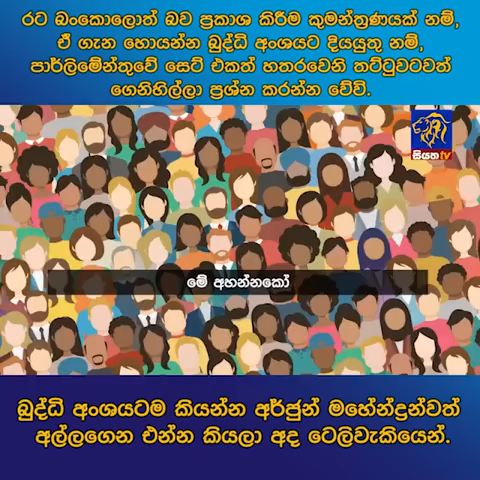 රට බංකොලොත් බව ප්‍රකාශ කිරීම කුමන්ත්‍රණයක් නම්,
ඒ ගැන හොයන්න බුද්ධි අංශයට දියයුතු නම්,
පාර්ලිමේන්තුවේ සෙට් එකත් හතරවෙනි තට්ටුවටවත්
ගෙනිහිල්ලා ප්‍රශ්න කරන්න වේවි.
සියත tv
මේ අහන්නකෝ
බුද්ධි අංශයටම කියන්න අර්ජුන් මහේන්ද්‍රන්වත්
අල්ලගෙන එන්න කියලා අද ටෙලිවැකියෙන්.